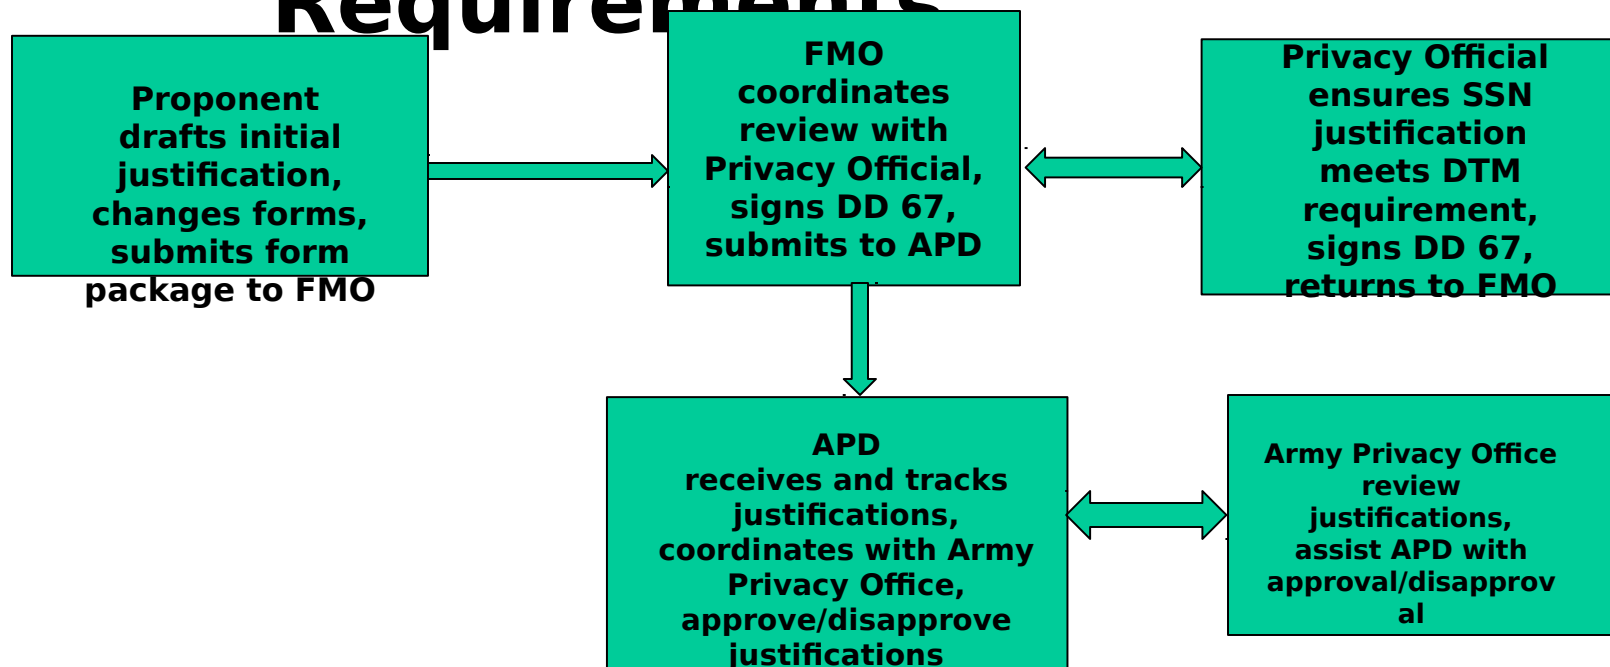 Requirements
Proponent
drafts initial
justification,
changes forms,
submits form
package to FMO
FMO
coordinates
review with
Privacy Official,
signs DD 67,
submits to APD
Privacy Official
ensures SSN
justification
meets DTM
requirement,
signs DD 67,
returns to FMO
APD
receives and tracks
justifications,
coordinates with Army
Privacy Office,
approve/disapprove
justifications
Army Privacy Office
review
justifications,
assist APD with
approval/disapprov
al